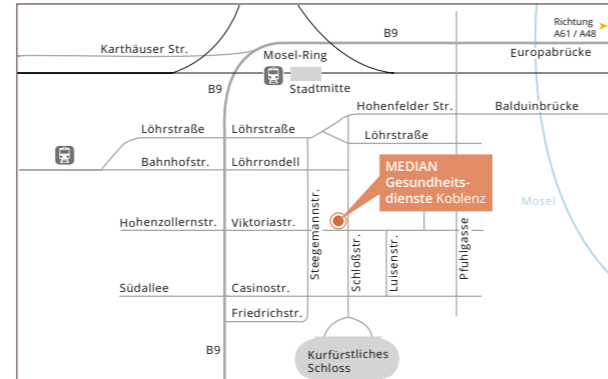 Richtung
A61 / A48
B9
Karthäuser Str.
Mosel-Ring
Europabrücke
B9
Stadtmitte
Hohenfelder Str.
Balduinbrücke
Löhrstraße
Löhrstraße
Löhrstraße
Bahnhofstr.
Löhrrondell
MEDIAN
Gesundheits-
dienste Koblenz
Mosel
Hohenzollernstr.
Viktoriastr.
Steegemannstr.
Schloßstr.
Luisenstr.
Pfuhlgasse
Südallee
Casinostr.
Friedrichstr.
B9
Kurfürstliches
Schloss